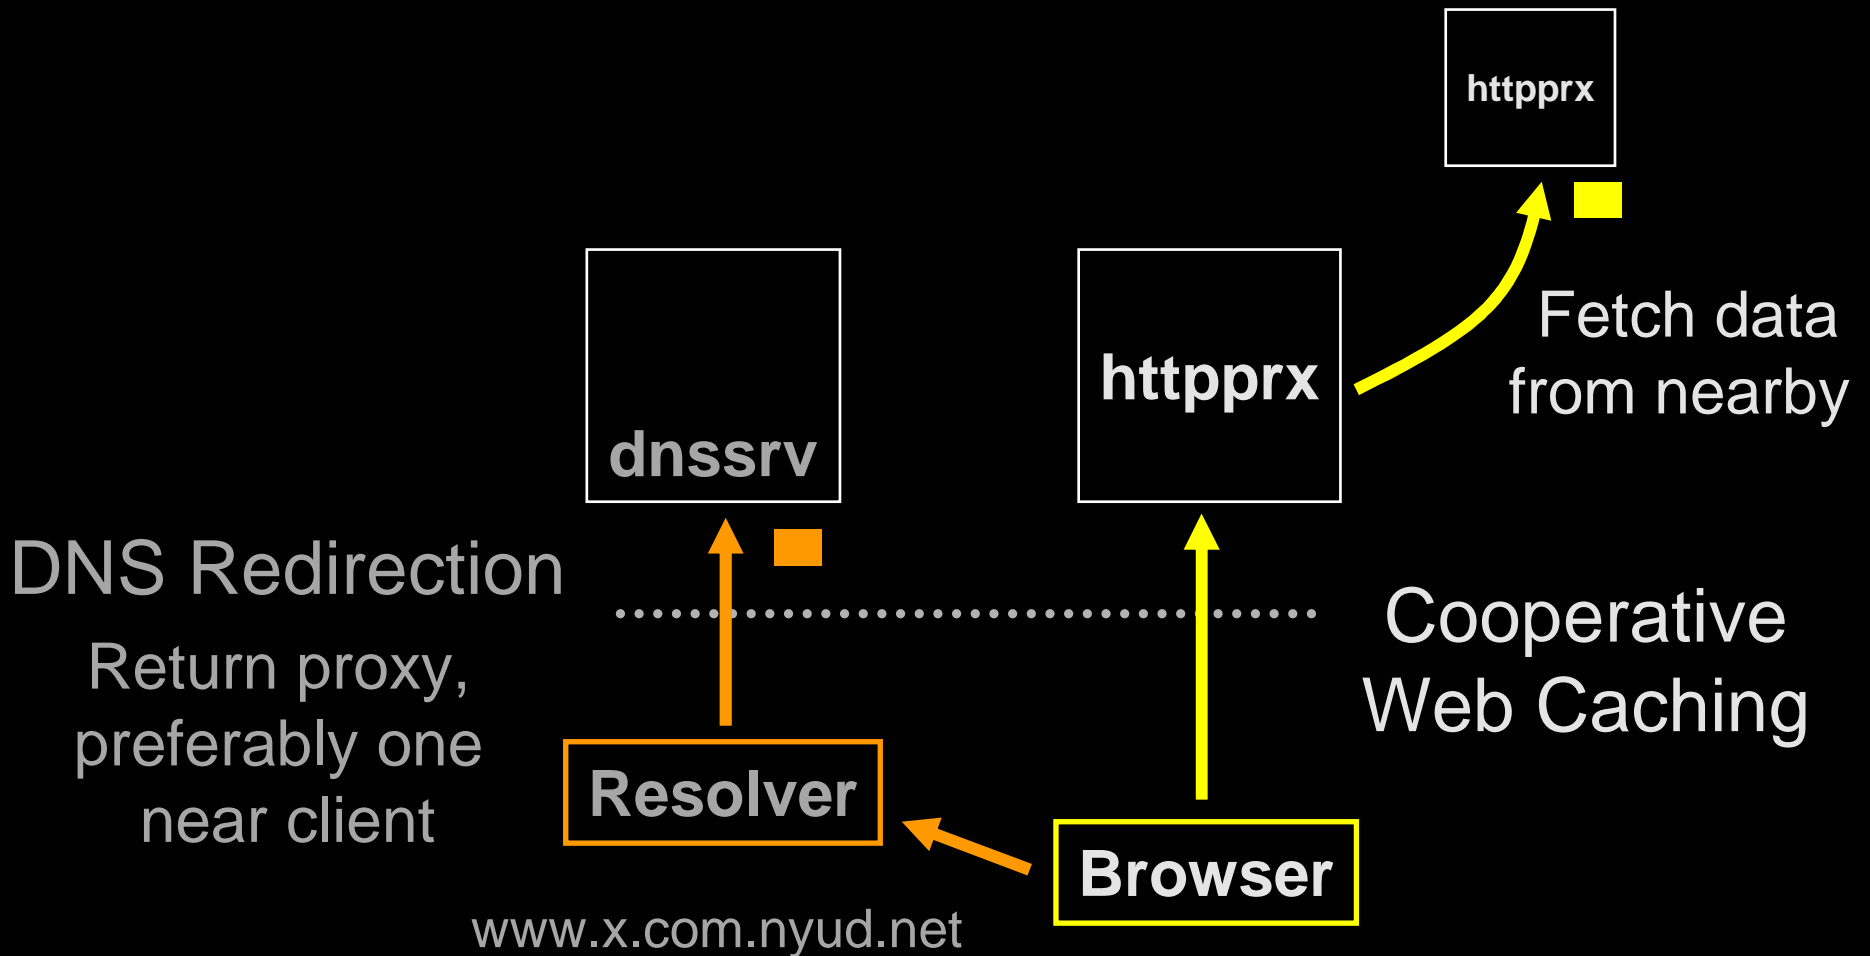 httpprx
Fetch data
from nearby
httpprx
dnssrv
DNS Redirection
Return proxy,
preferably one
near client
Cooperative
Web Caching
Resolver
Browser
www.x.com.nyud.net